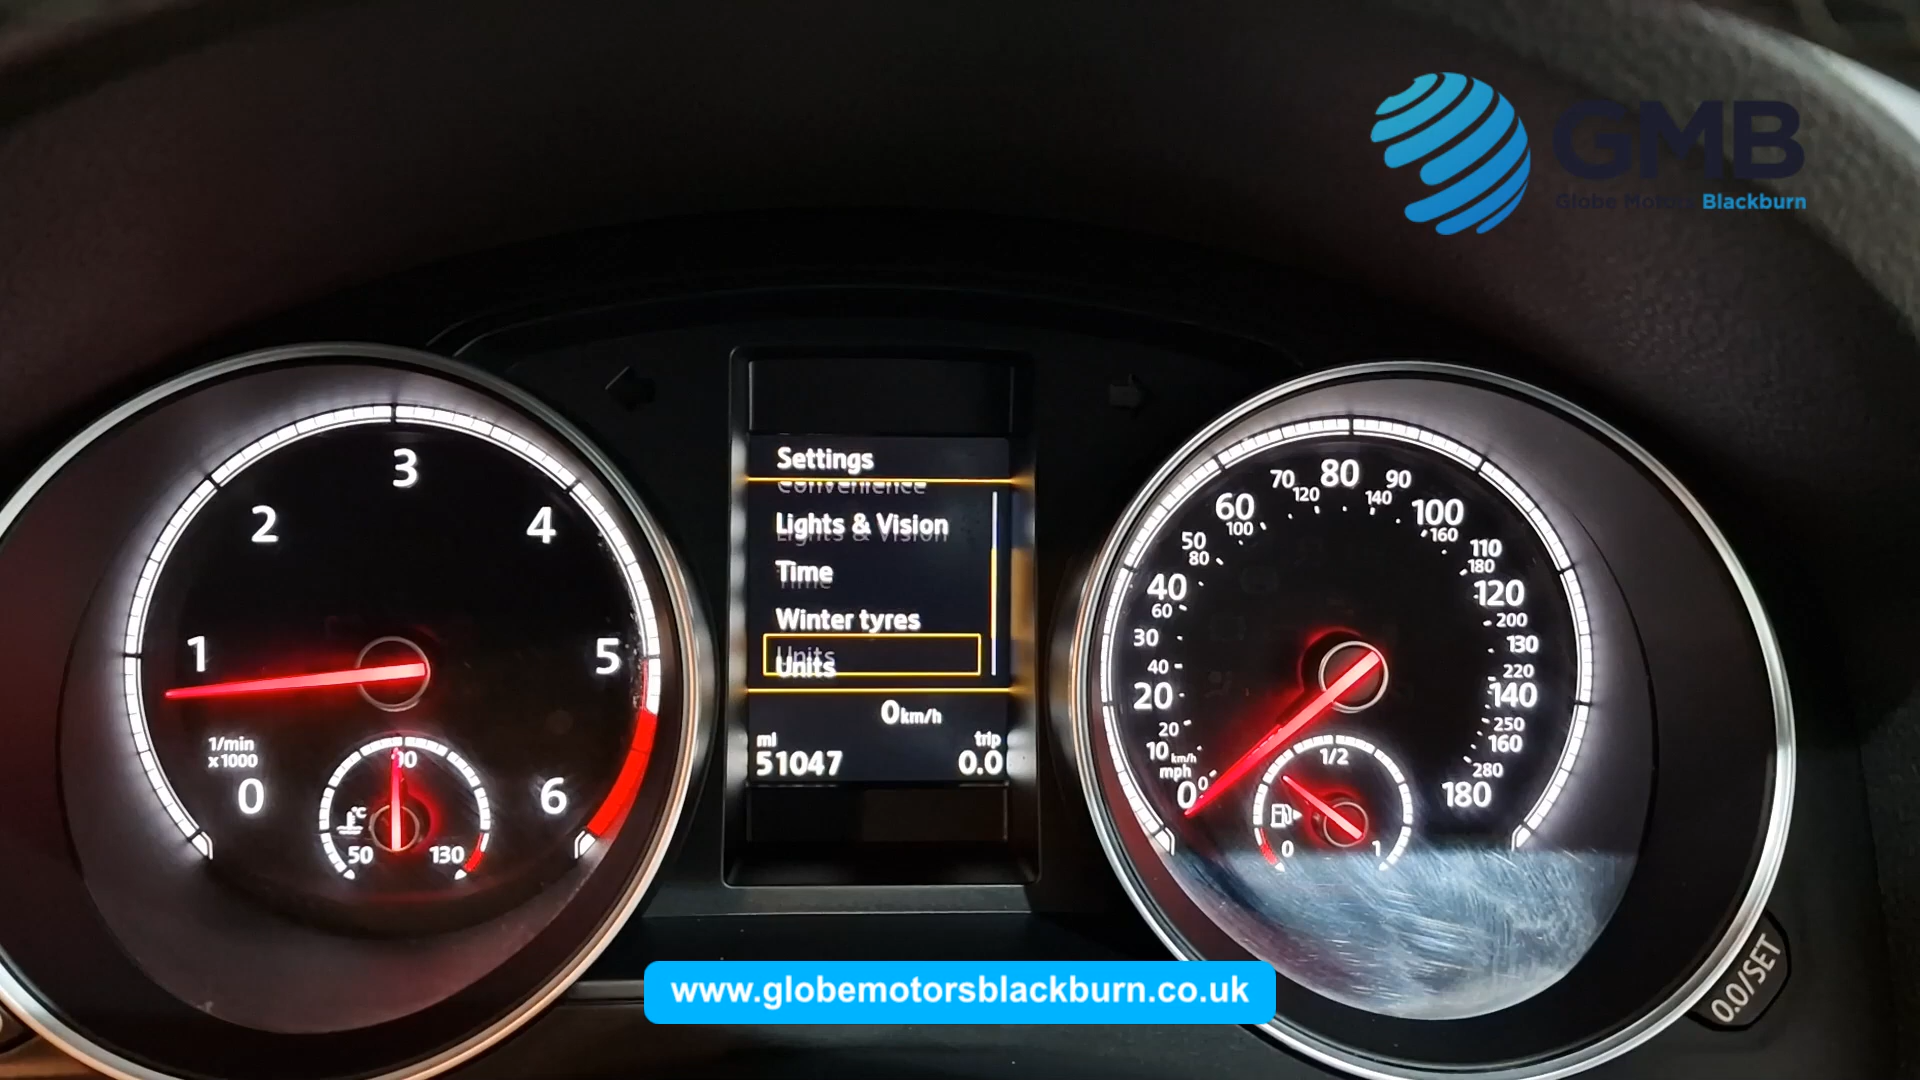 GMB
Globe Motors Blackburn
Settings
Convenience
Lights & Vision
Time
Winter tyres
Units
0km/h
mi
trip
51047
0.0
0
1
2
3
4
5
6
1/min
x1000
50
90
130
°C
0
10
20
30
40
50
60
70
80
90
100
110
120
130
140
160
180
km/h
mph
20
40
60
80
100
120
140
160
180
200
220
250
280
0
1/2
1
0.0/SET
www.globemotorsblackburn.co.uk